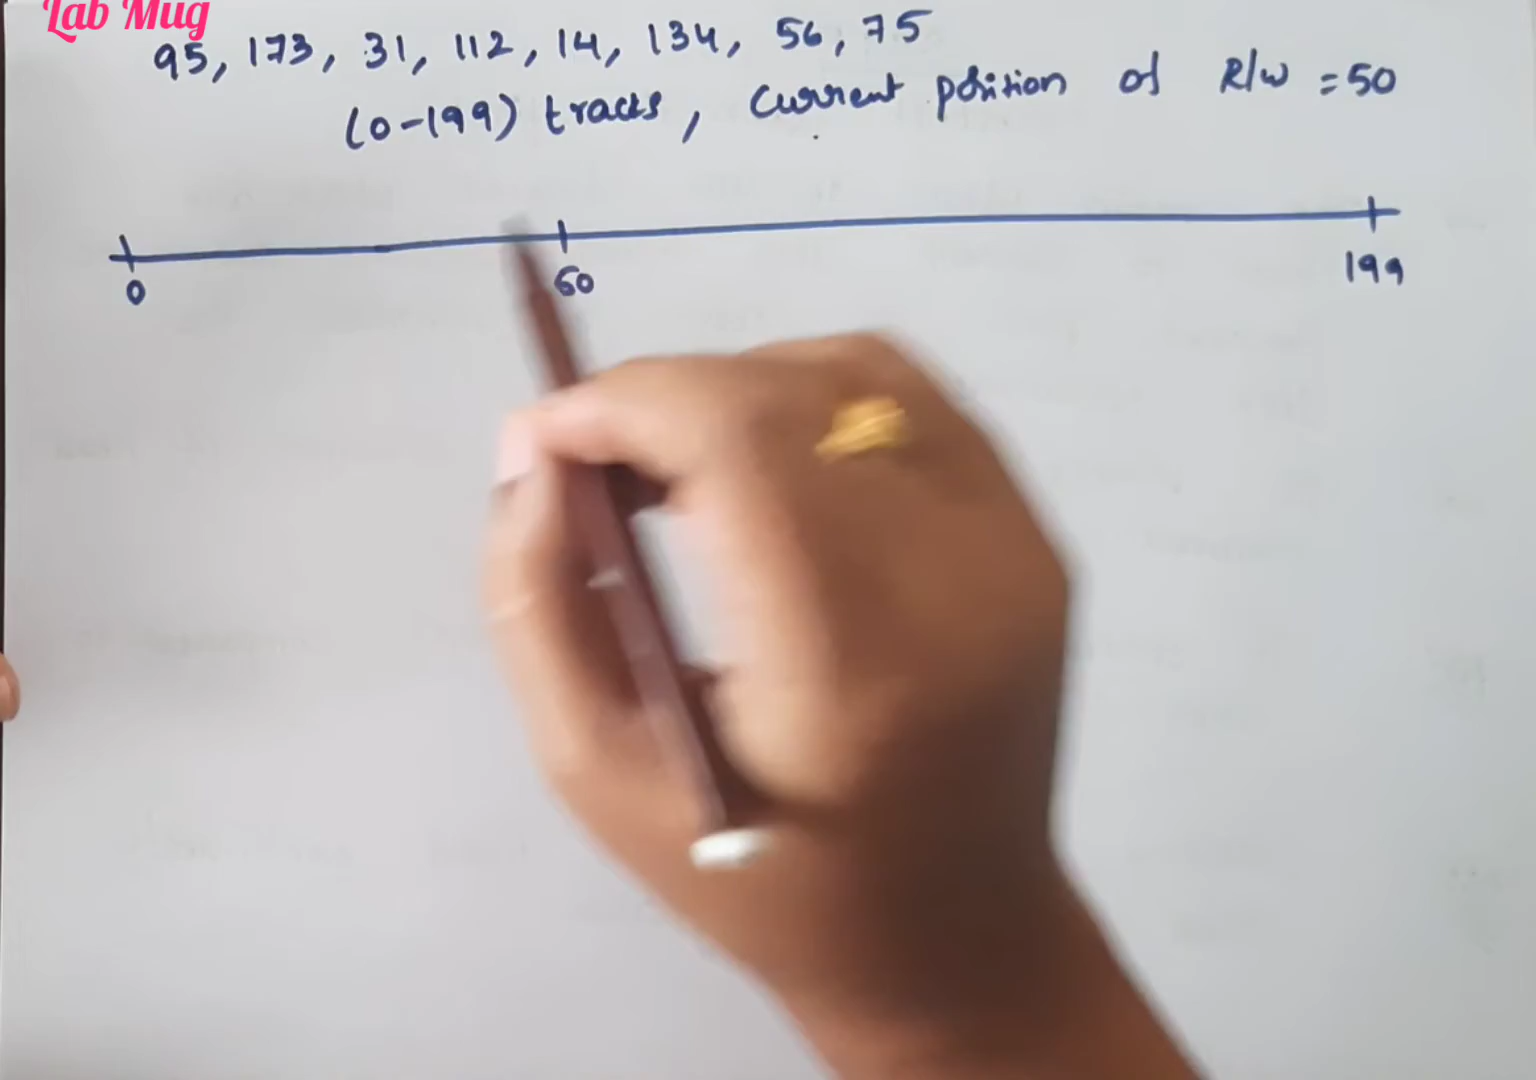 Lab Mug
95, 173, 31, 112, 14, 134, 56, 75
(0-199) tracks, Current position of R/W = 50
0 50 199